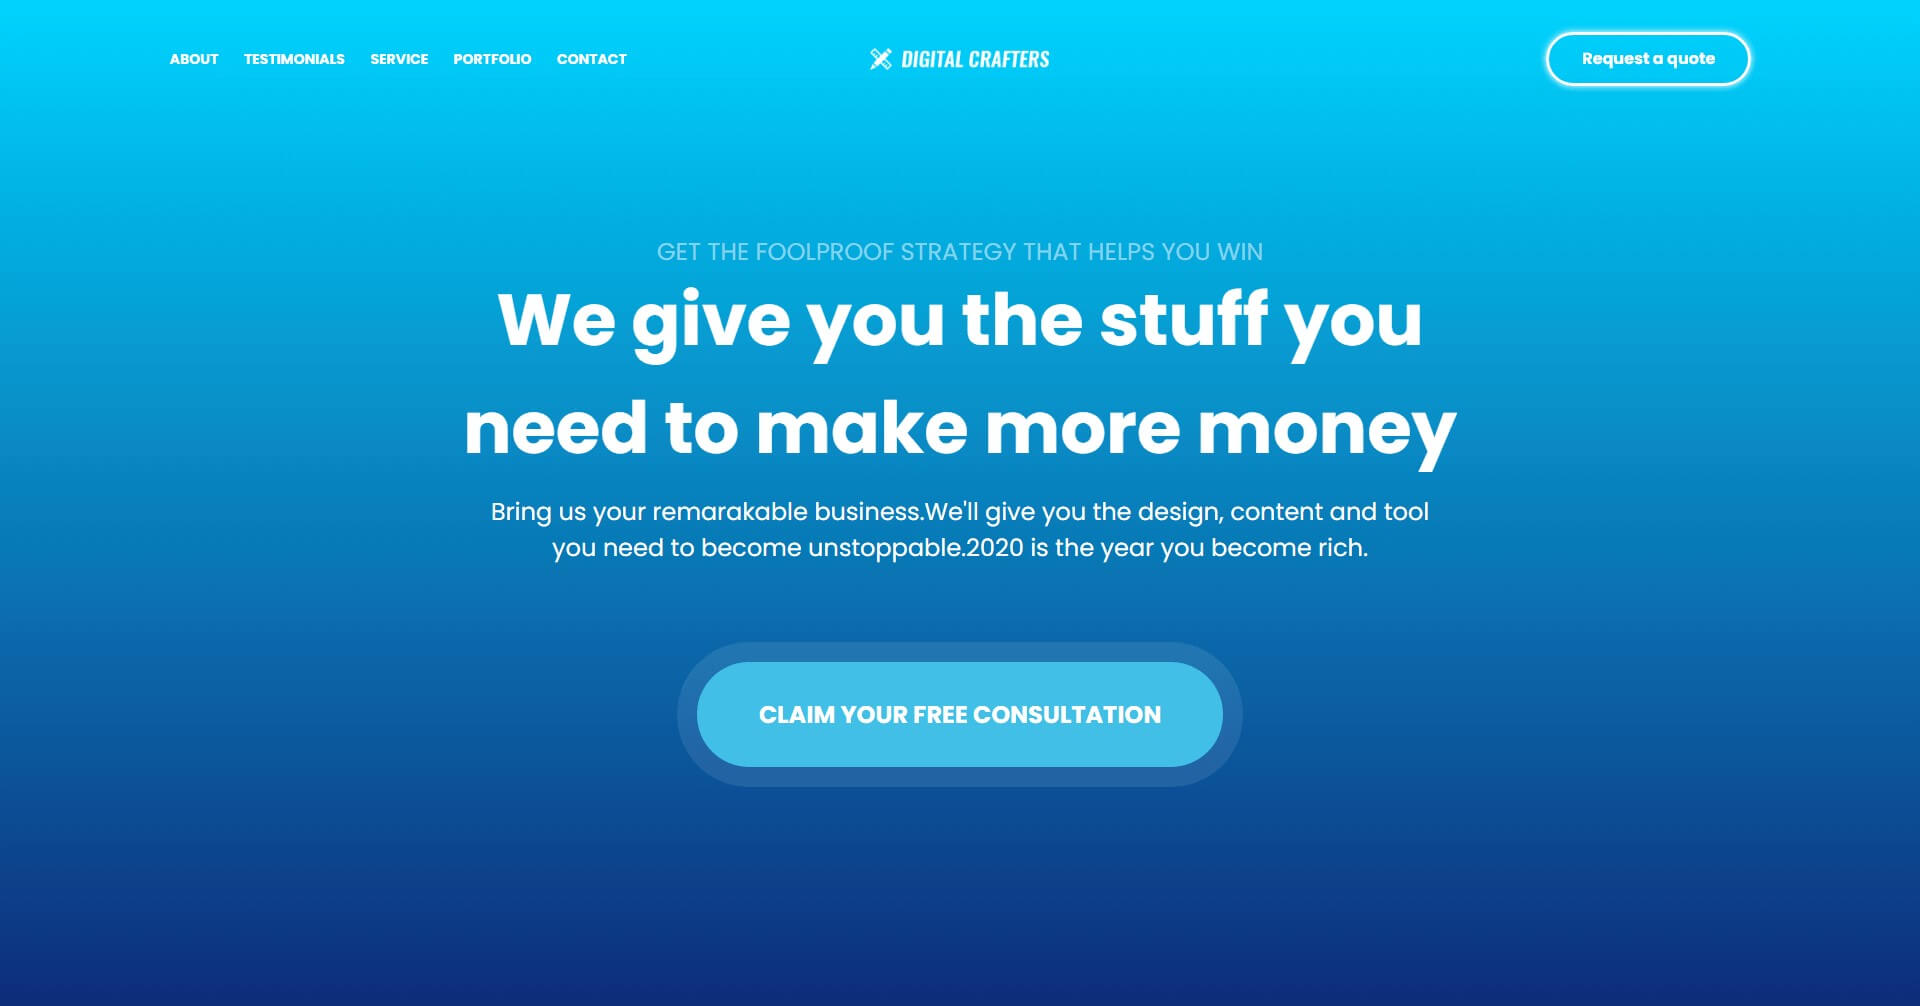 ABOUT TESTIMONIALS SERVICE PORTFOLIO CONTACT
DIGITAL CRAFTERS
Request a quote
GET THE FOOLPROOF STRATEGY THAT HELPS YOU WIN
We give you the stuff you
need to make more money
Bring us your remarakable business.We'll give you the design, content and tool
you need to become unstoppable.2020 is the year you become rich.
CLAIM YOUR FREE CONSULTATION